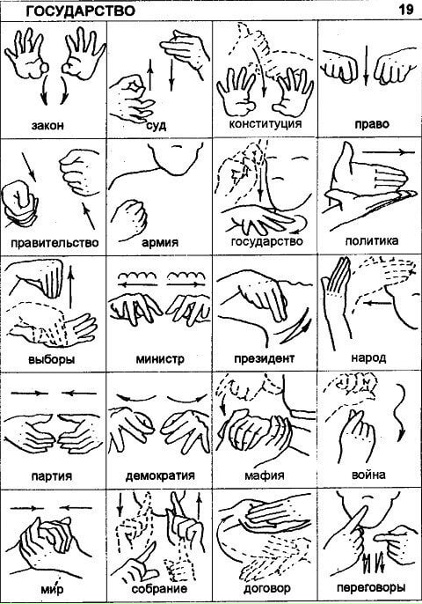 ГОСУДАРСТВО 19
закон суд конституция право
правительство армия государство политика
выборы министр президент народ
партия демократия мафия война
мир собрание договор переговоры